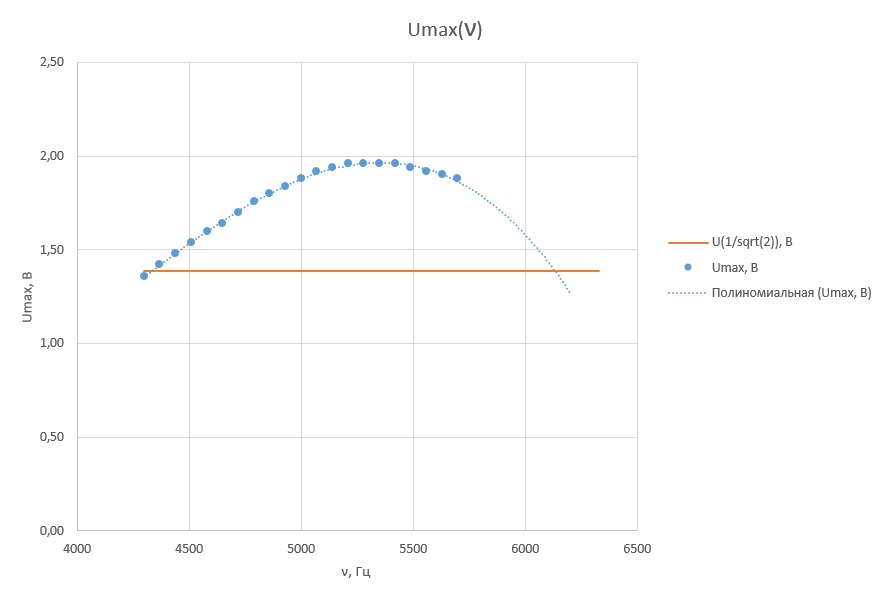 Umax(ν)
2,50
2,00
1,50
1,00
0,50
0,00
Umax, В
4000 4500 5000 5500 6000 6500
ν, Гц
U(1/sqrt(2)), В
Umax, В
Полиномиальная (Umax, В)